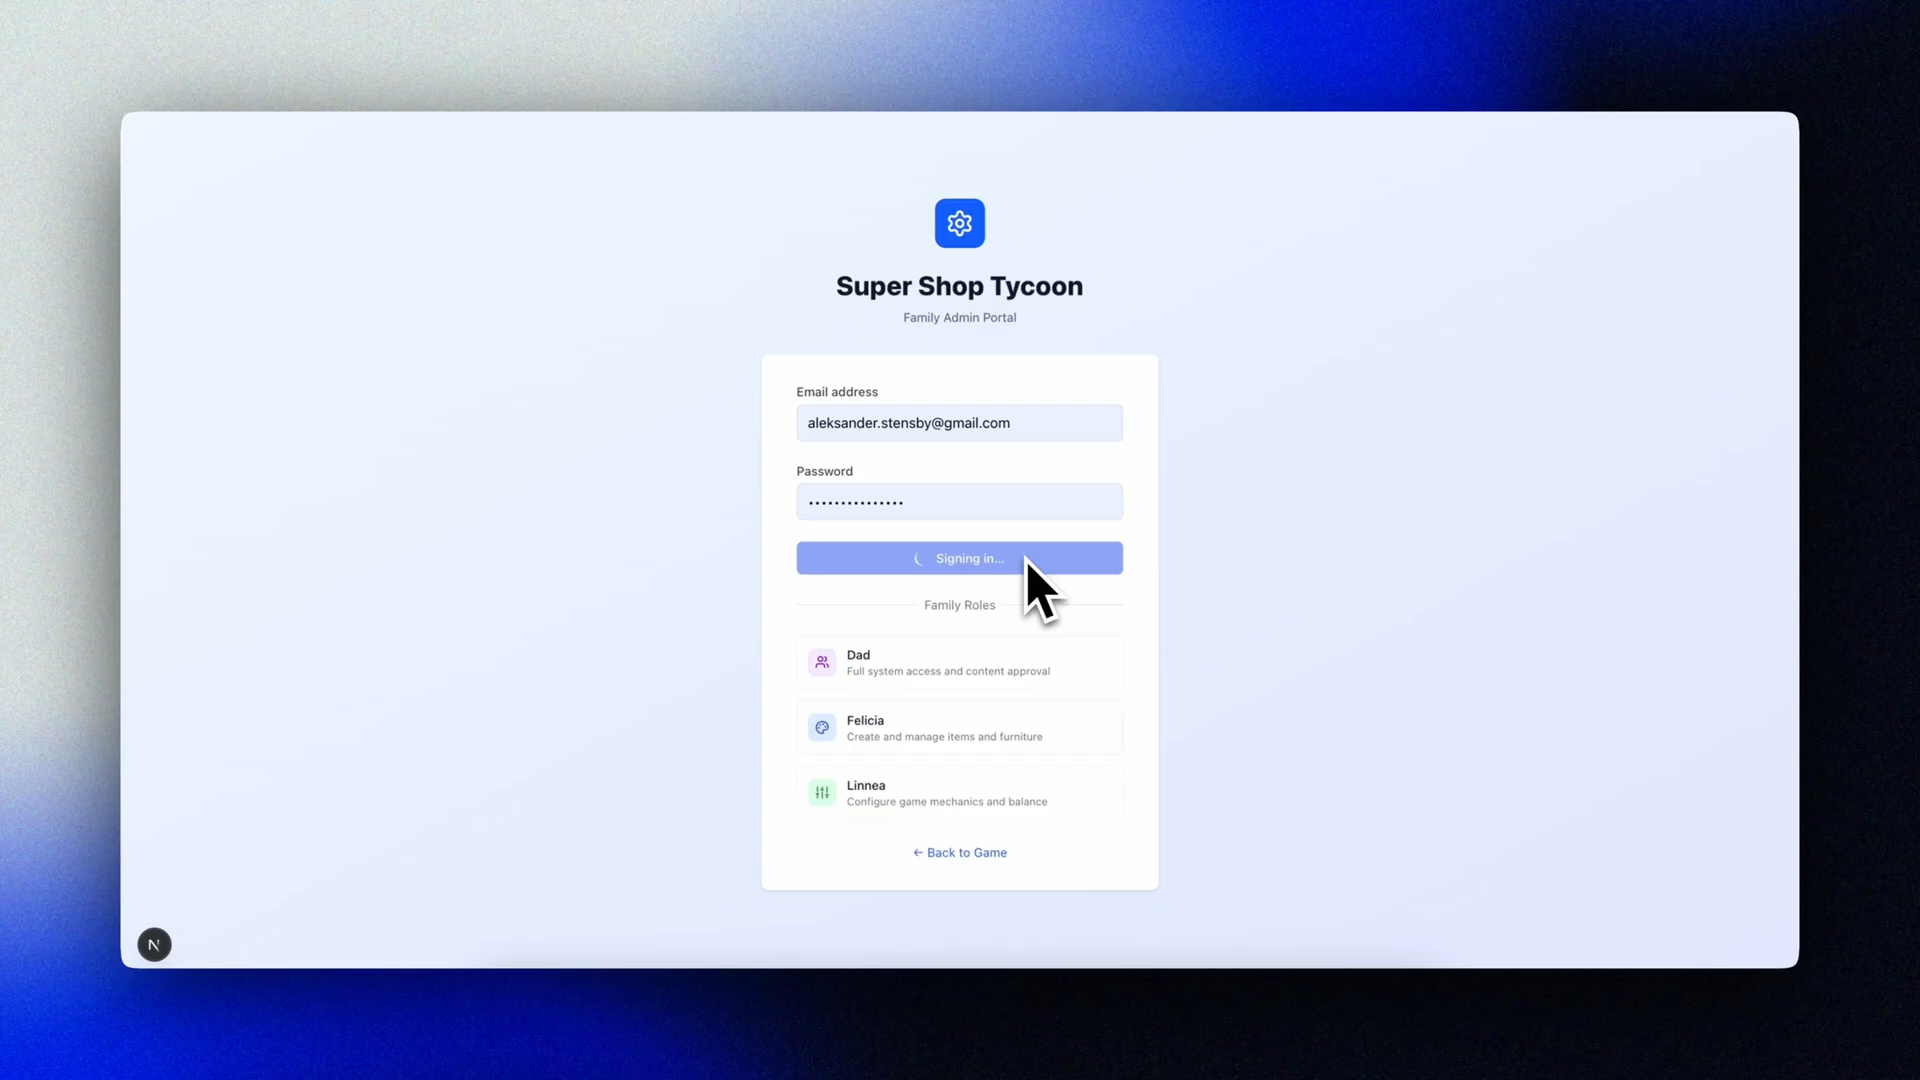 Super Shop Tycoon
Family Admin Portal
Email address
aleksander.stensby@gmail.com
Password
•••••••••••••••
Signing in...
Family Roles
Dad
Full system access and content approval
Felicia
Create and manage items and furniture
Linnea
Configure game mechanics and balance
← Back to Game
N